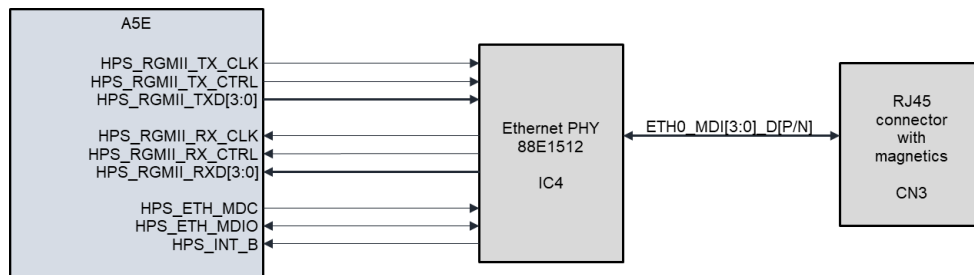 A5E
HPS_RGMII_TX_CLK
HPS_RGMII_TX_CTRL
HPS_RGMII_TXD[3:0]
HPS_RGMII_RX_CLK
HPS_RGMII_RX_CTRL
HPS_RGMII_RXD[3:0]
HPS_ETH_MDC
HPS_ETH_MDIO
HPS_INT_B
Ethernet PHY
88E1512
IC4
ETH0_MDI[3:0]_D[P/N]
RJ45
connector
with
magnetics
CN3